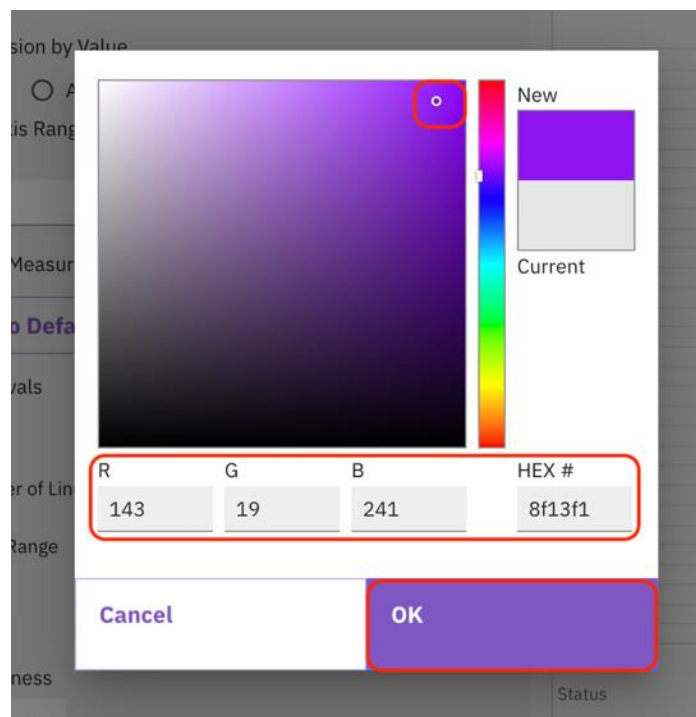 sion by Value
New
tis Rang
Measur
Current
o Defa
vals
R G B HEX #
er of Lin
143 19 241 8f13f1
Range
Cancel OK
ness
Status